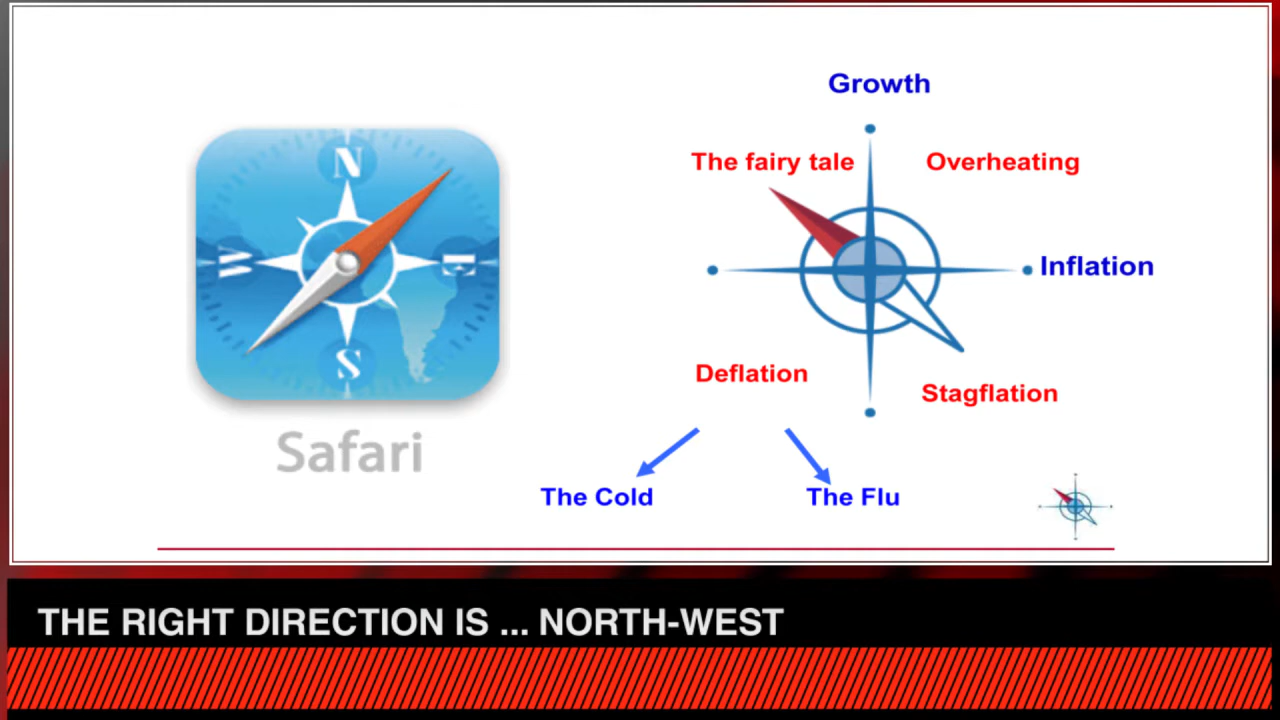 Growth
The fairy tale
Overheating
N
W
E
Inflation
S
Deflation
Stagflation
Safari
The Cold
The Flu
THE RIGHT DIRECTION IS ... NORTH-WEST